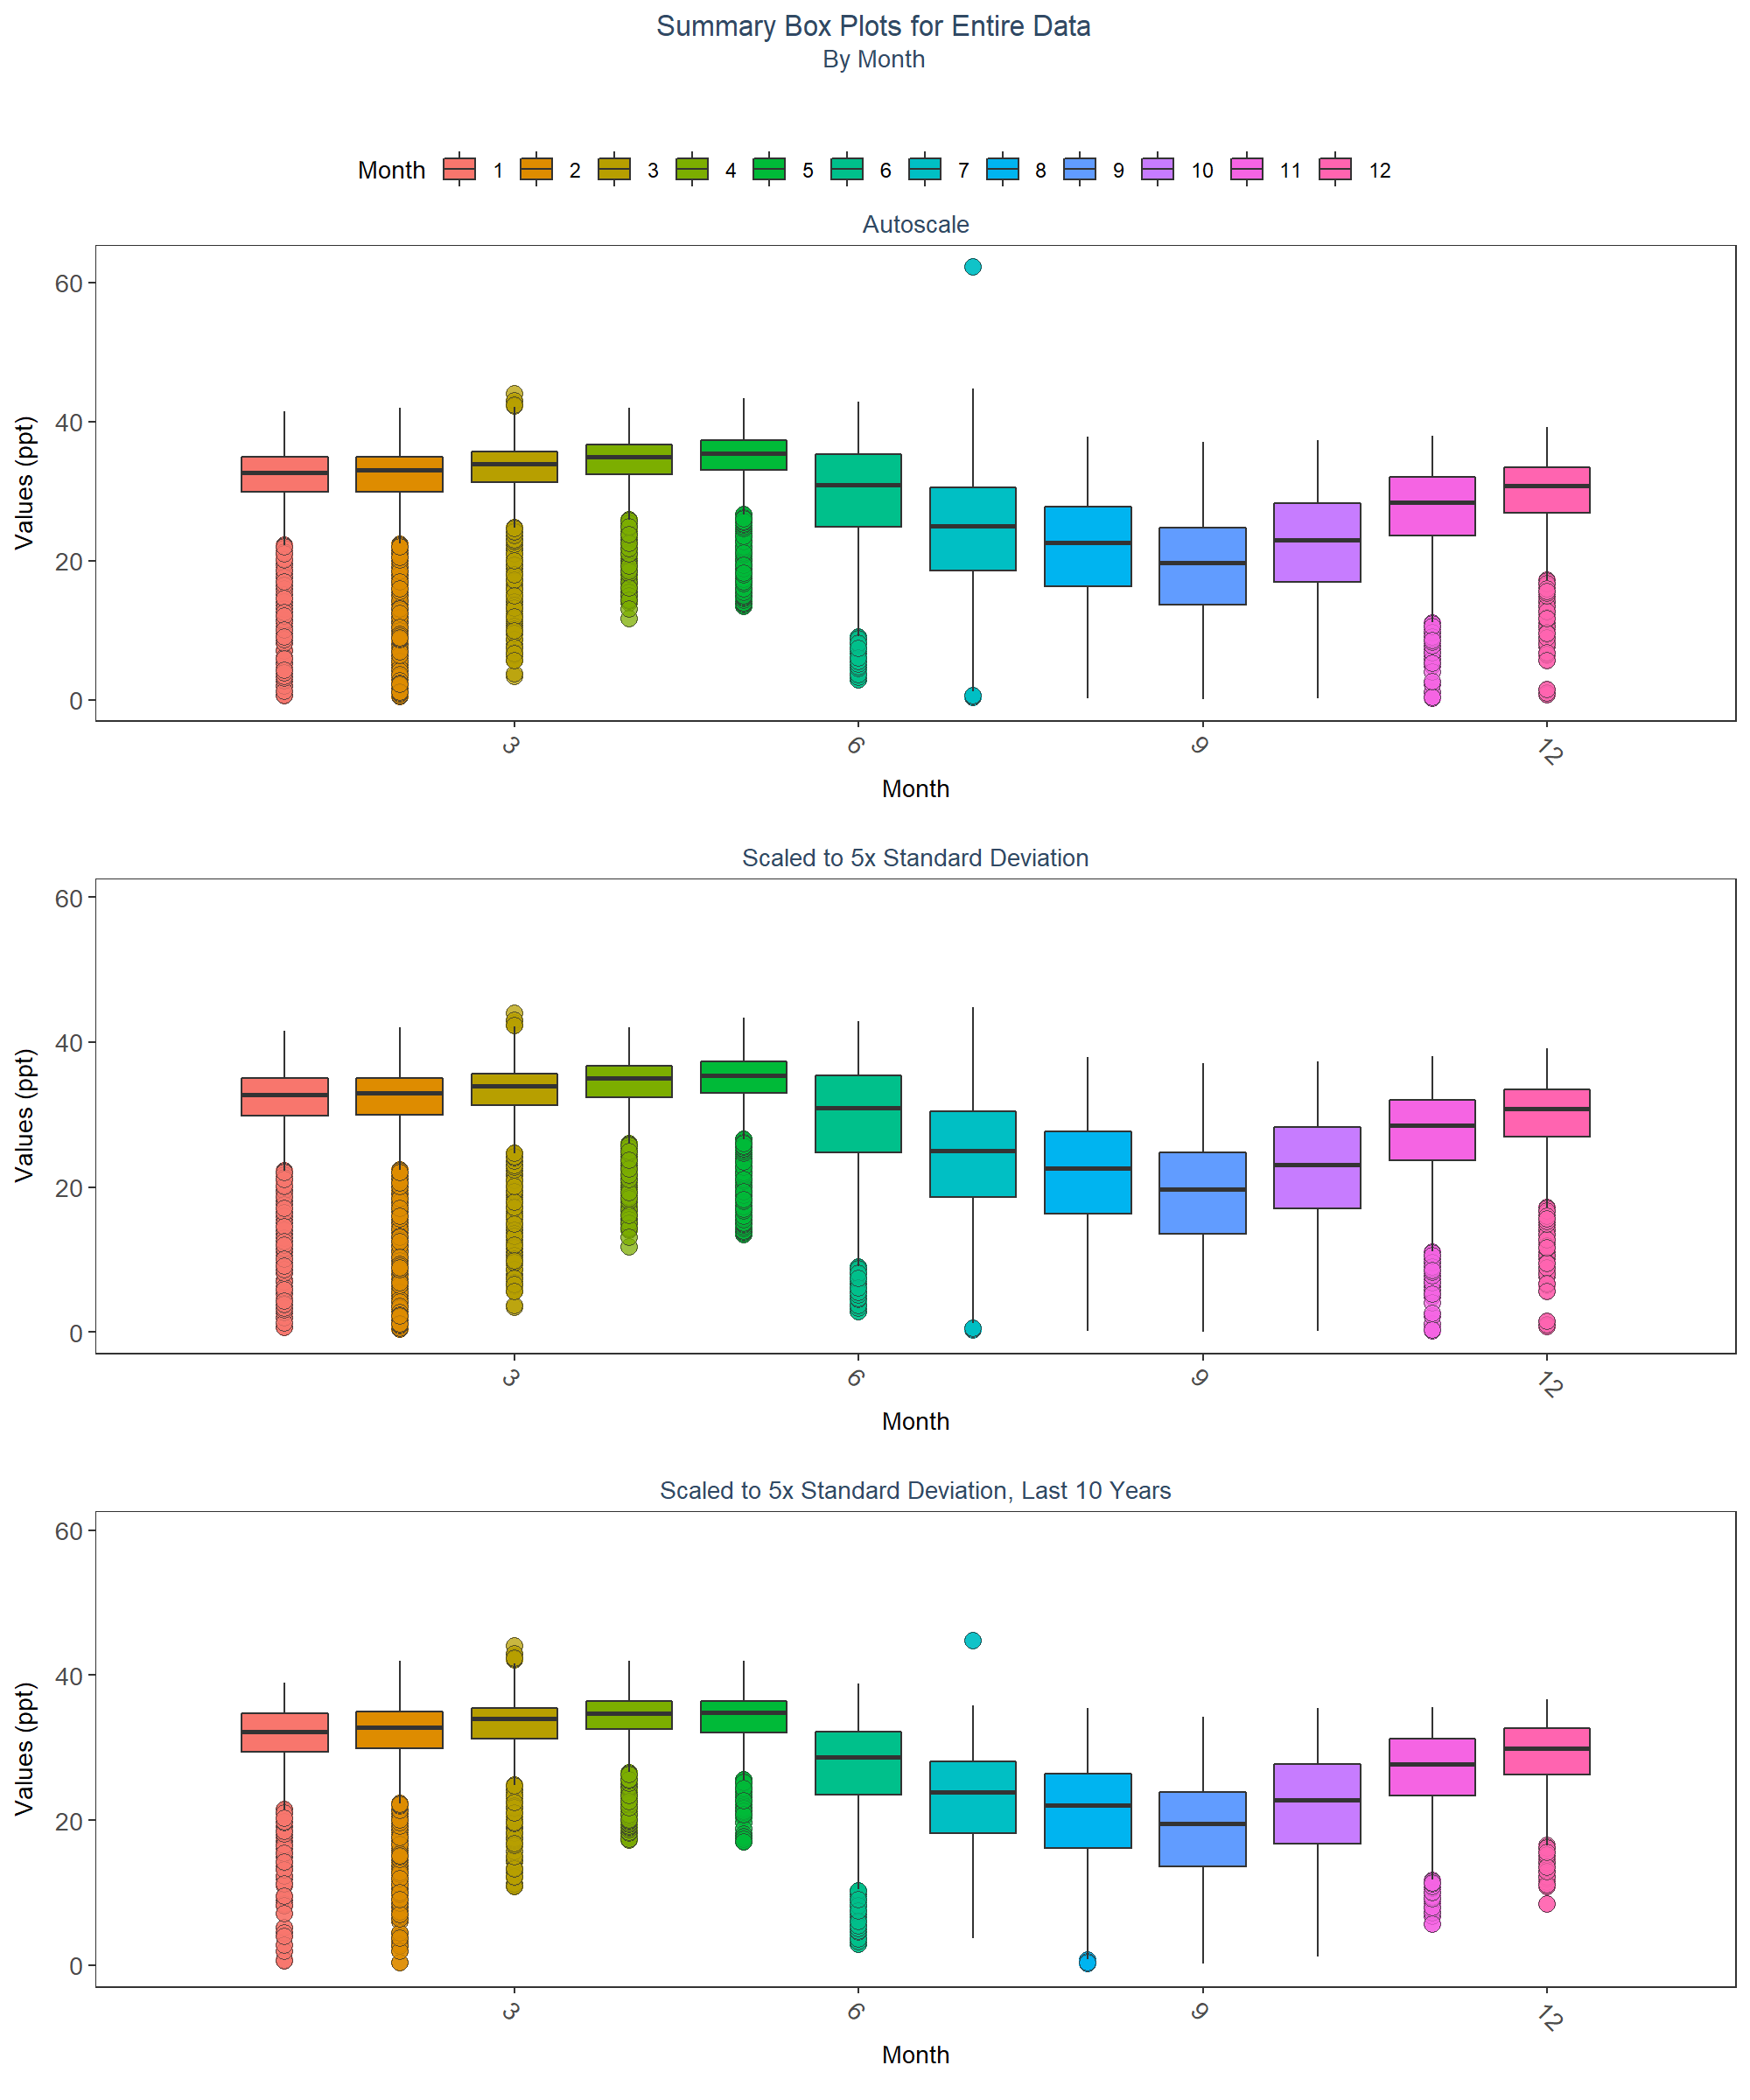 Summary Box Plots for Entire Data
By Month
Month 1 2 3 4 5 6 7 8 9 10 11 12
Autoscale
Values (ppt)
60
40
20
0
3 6 9 12
Month
Scaled to 5x Standard Deviation
Values (ppt)
60
40
20
0
3 6 9 12
Month
Scaled to 5x Standard Deviation, Last 10 Years
Values (ppt)
60
40
20
0
3 6 9 12
Month